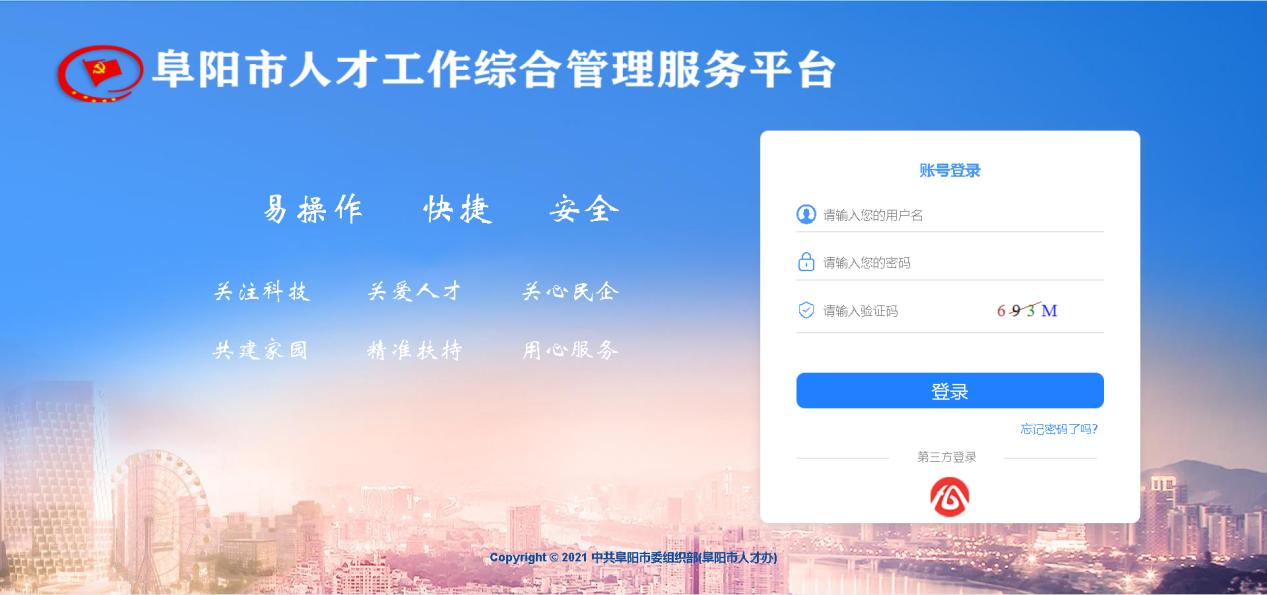 阜阳市人才工作综合管理服务平台
易操作 快捷 安全
关注科技 关爱人才 关心民企
共建家园 精准扶持 用心服务
账号登录
请输入您的用户名
请输入您的密码
请输入验证码 693M
登录
忘记密码了吗?
第三方登录
Copyright © 2021 中共阜阳市委组织部(阜阳市人才办)